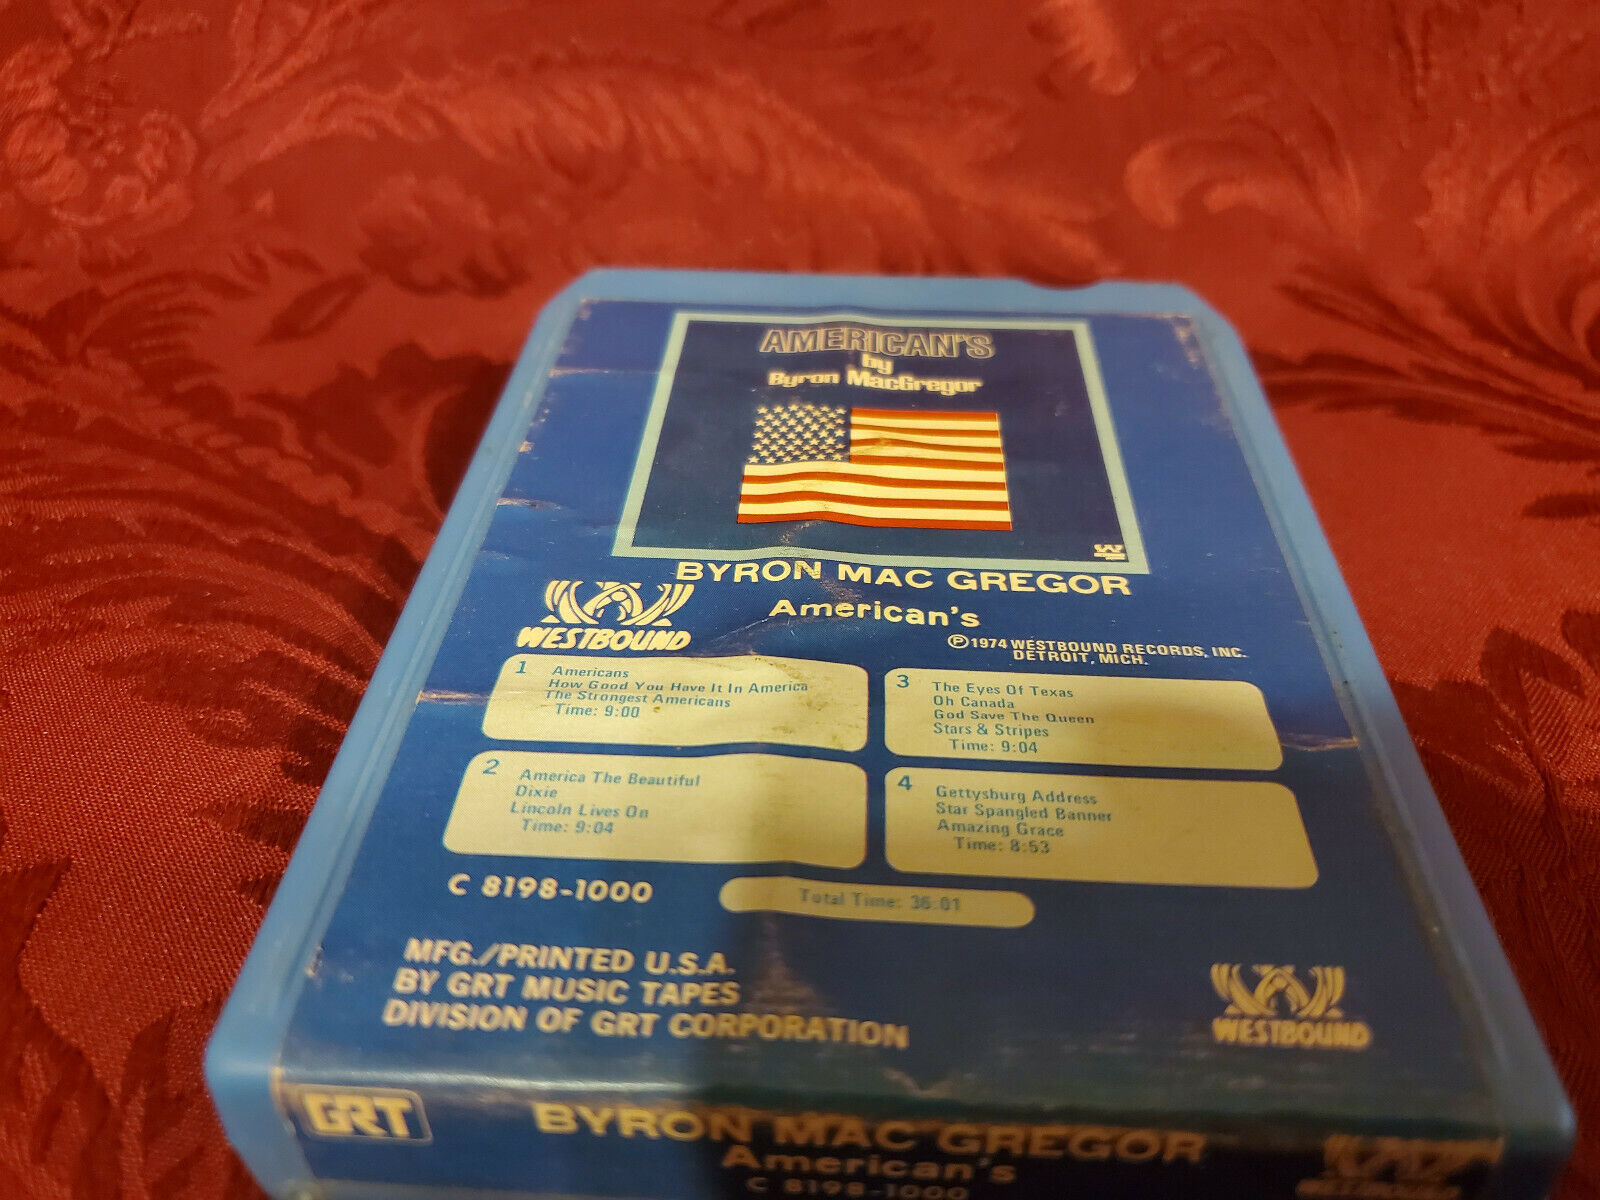 AMERICAN'S
by
Byron MacGregor
BYRON MAC GREGOR
American's
WESTBOUND
Ⓟ1974 WESTBOUND RECORDS, INC.
DETROIT, MICH.
1 Americans
How Good You Have It In America
The Strongest Americans
Time: 9:00
2 America The Beautiful
Dixie
Lincoln Lives On
Time: 9:04
3 The Eyes Of Texas
Oh Canada
God Save The Queen
Stars & Stripes
Time: 9:04
4 Gettysburg Address
Star Spangled Banner
Amazing Grace
Time: 8:53
C 8198-1000
Total Time: 36:01
MFG./PRINTED U.S.A.
BY GRT MUSIC TAPES
DIVISION OF GRT CORPORATION
WESTBOUND
GRT
BYRON MAC GREGOR
American's
C 8198-1000
WESTBOUND